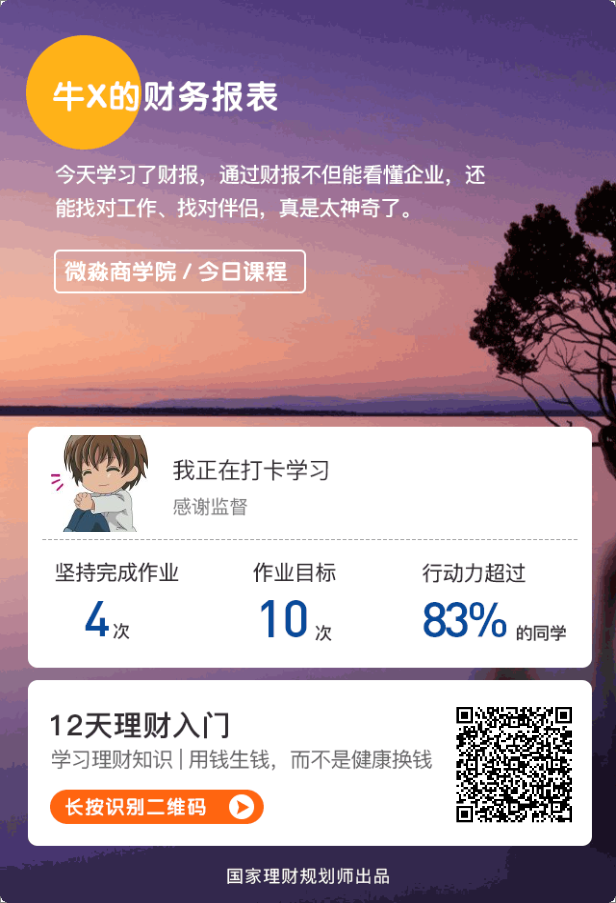 牛X的财务报表
今天学习了财报，通过财报不但能看懂企业，还
能找对工作、找对伴侣，真是太神奇了。
微淼商学院 / 今日课程
我正在打卡学习
感谢监督
坚持完成作业 作业目标 行动力超过
4次 10次 83%的同学
12天理财入门
学习理财知识 | 用钱生钱，而不是健康换钱
长按识别二维码
国家理财规划师出品